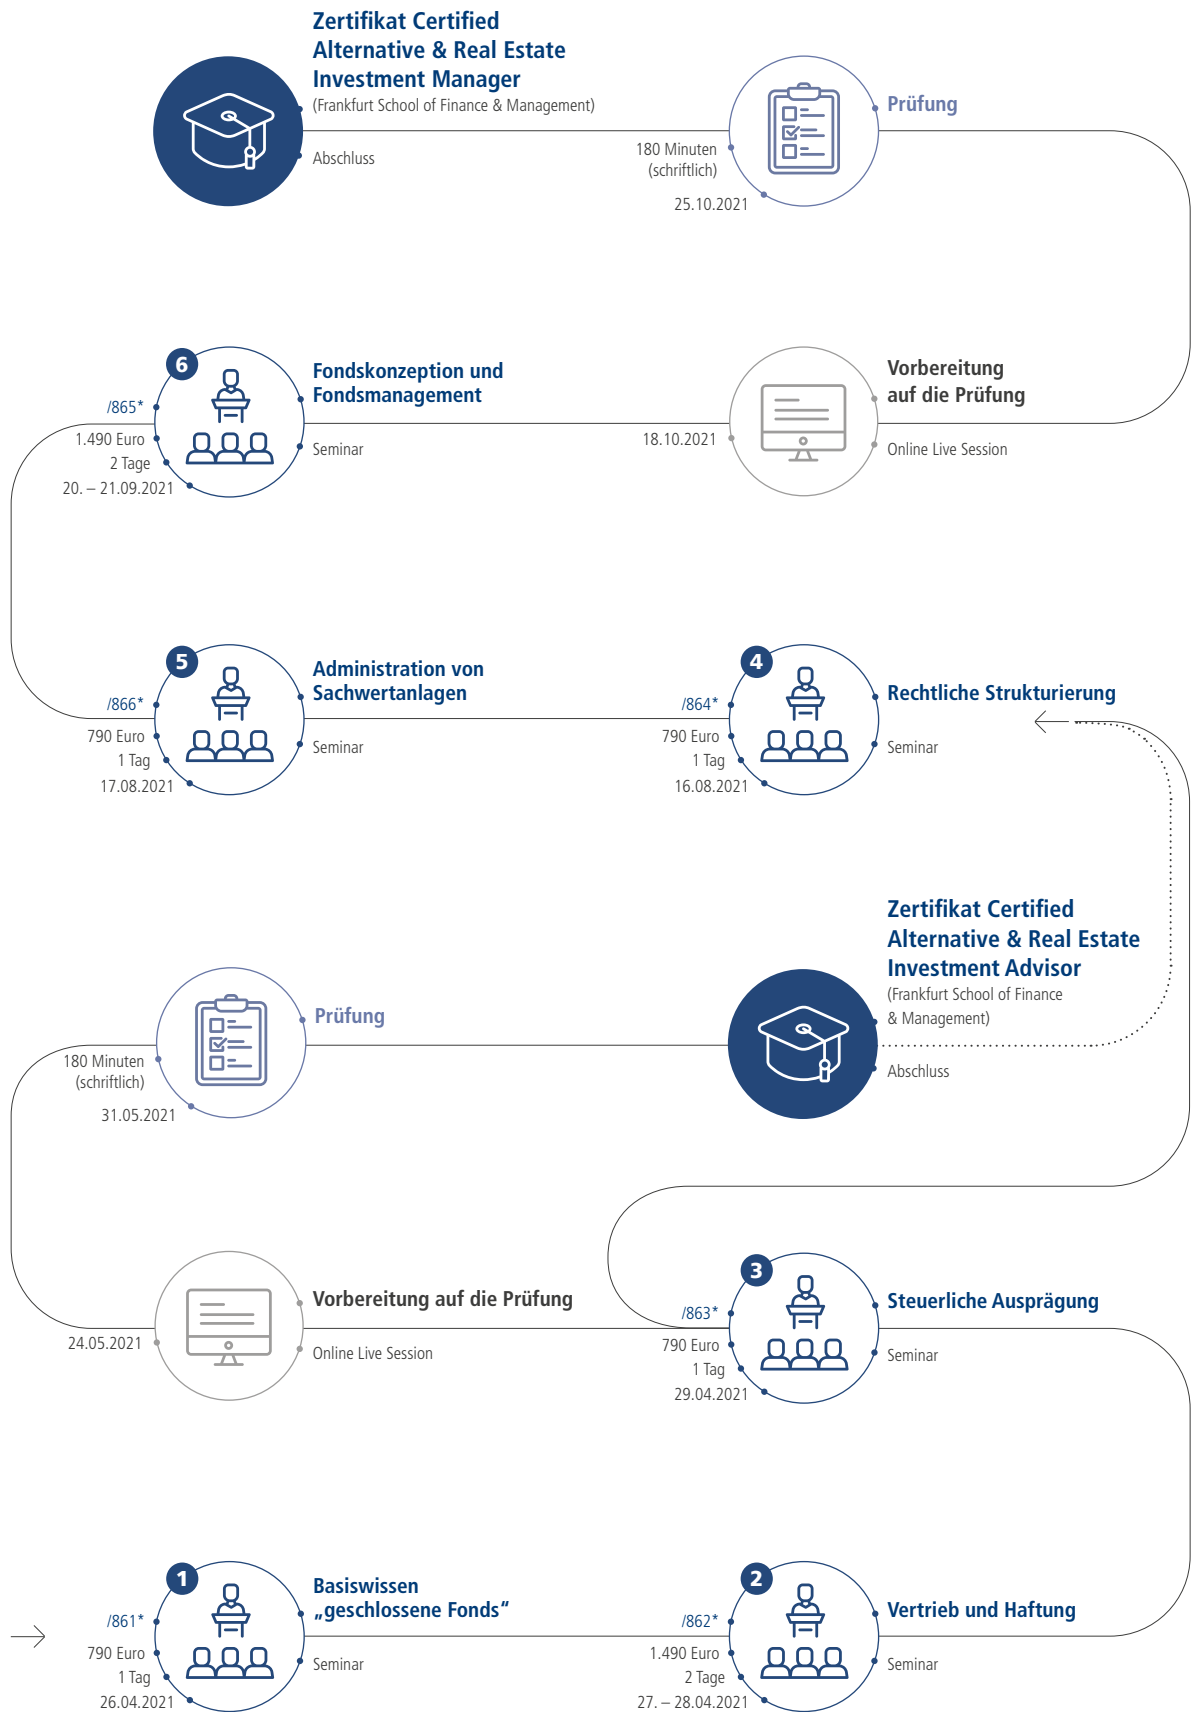 Zertifikat Certified
Alternative & Real Estate
Investment Manager
(Frankfurt School of Finance & Management)
Abschluss
Prüfung
180 Minuten
(schriftlich)
25.10.2021
6
Fondskonzeption und
Fondsmanagement
/865*
1.490 Euro
2 Tage
20. – 21.09.2021
Seminar
Vorbereitung
auf die Prüfung
18.10.2021
Online Live Session
5
Administration von
Sachwertanlagen
/866*
790 Euro
1 Tag
17.08.2021
Seminar
4
Rechtliche Strukturierung
/864*
790 Euro
1 Tag
16.08.2021
Seminar
Zertifikat Certified
Alternative & Real Estate
Investment Advisor
(Frankfurt School of Finance
& Management)
Abschluss
Prüfung
180 Minuten
(schriftlich)
31.05.2021
Vorbereitung auf die Prüfung
24.05.2021
Online Live Session
3
Steuerliche Ausprägung
/863*
790 Euro
1 Tag
29.04.2021
Seminar
1
Basiswissen
„geschlossene Fonds“
/861*
790 Euro
1 Tag
26.04.2021
Seminar
2
Vertrieb und Haftung
/862*
1.490 Euro
2 Tage
27. – 28.04.2021
Seminar